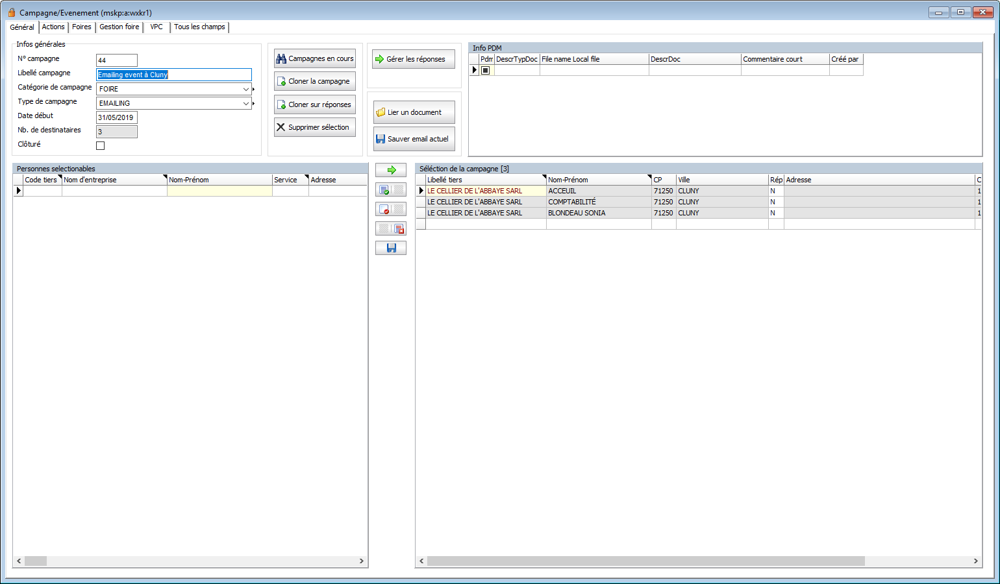 Campagne/Evenement (mskp:a:wxkr1)
Général Actions Foires Gestion foire VPC Tous les champs
Infos générales
N° campagne 44
Libellé campagne Emailing event à Cluny
Catégorie de campagne FOIRE
Type de campagne EMAILING
Date début 31/05/2019
Nb. de destinataires 3
Clôturé
Campagnes en cours
Cloner la campagne
Cloner sur réponses
Supprimer sélection
Gérer les réponses
Lier un document
Sauver email actuel
Info PDM
Pdm DescrTypDoc File name Local file DescrDoc Commentaire court Créé par
Personnes selectionables
Code tiers Nom d'entreprise Nom-Prénom Service Adresse
Séléction de la campagne [3]
Libellé tiers Nom-Prénom CP Ville Rép Adresse C
LE CELLIER DE L'ABBAYE SARL ACCEUIL 71250 CLUNY N 1
LE CELLIER DE L'ABBAYE SARL COMPTABILITÉ 71250 CLUNY N 1
LE CELLIER DE L'ABBAYE SARL BLONDEAU SONIA 71250 CLUNY N 1